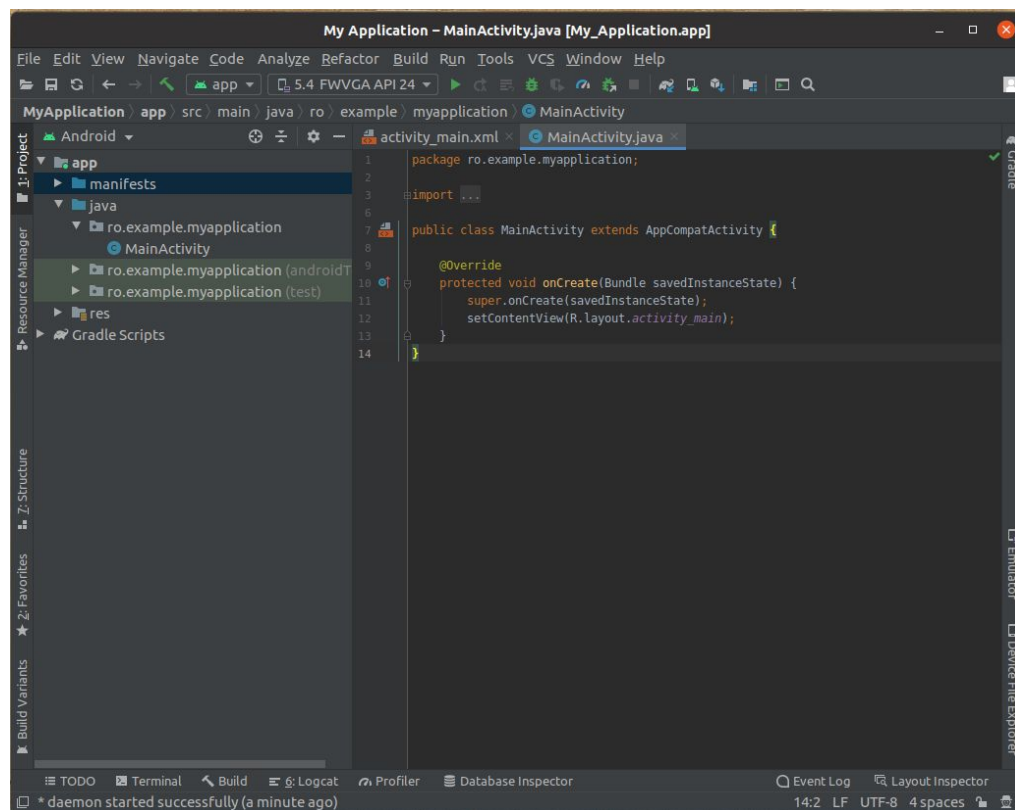 My Application – MainActivity.java [My_Application.app]
File Edit View Navigate Code Analyze Refactor Build Run Tools VCS Window Help
app 5.4 FWVGA API 24
MyApplication app src main java ro example myapplication MainActivity
1: Project
Resource Manager
Z: Structure
2: Favorites
Build Variants
Android
app
manifests
java
ro.example.myapplication
MainActivity
ro.example.myapplication (androidT
ro.example.myapplication (test)
res
Gradle Scripts
activity_main.xml MainActivity.java
1 package ro.example.myapplication;
2
3 import ...
6
7 public class MainActivity extends AppCompatActivity {
8
9 @Override
10 protected void onCreate(Bundle savedInstanceState) {
11 super.onCreate(savedInstanceState);
12 setContentView(R.layout.activity_main);
13 }
14 }
Gradle
Emulator
Device File Explorer
TODO Terminal Build 6: Logcat Profiler Database Inspector Event Log Layout Inspector
* daemon started successfully (a minute ago) 14:2 LF UTF-8 4 spaces